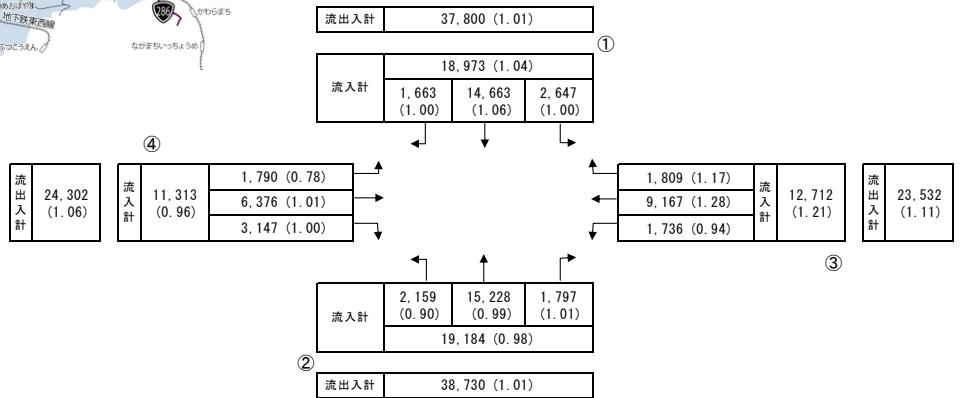 地下鉄東西線
286
かわらまち
ながまちいっちょうめ
流出入計 37,800 (1.01)
①
流入計
18,973 (1.04)
1,663 14,663 2,647
(1.00) (1.06) (1.00)
④
流出入計
24,302
(1.06)
流入計
11,313
(0.96)
1,790 (0.78)
6,376 (1.01)
3,147 (1.00)
1,809 (1.17)
9,167 (1.28)
1,736 (0.94)
流入計
12,712
(1.21)
流出入計
23,532
(1.11)
③
流入計
2,159 15,228 1,797
(0.90) (0.99) (1.01)
19,184 (0.98)
②
流出入計 38,730 (1.01)